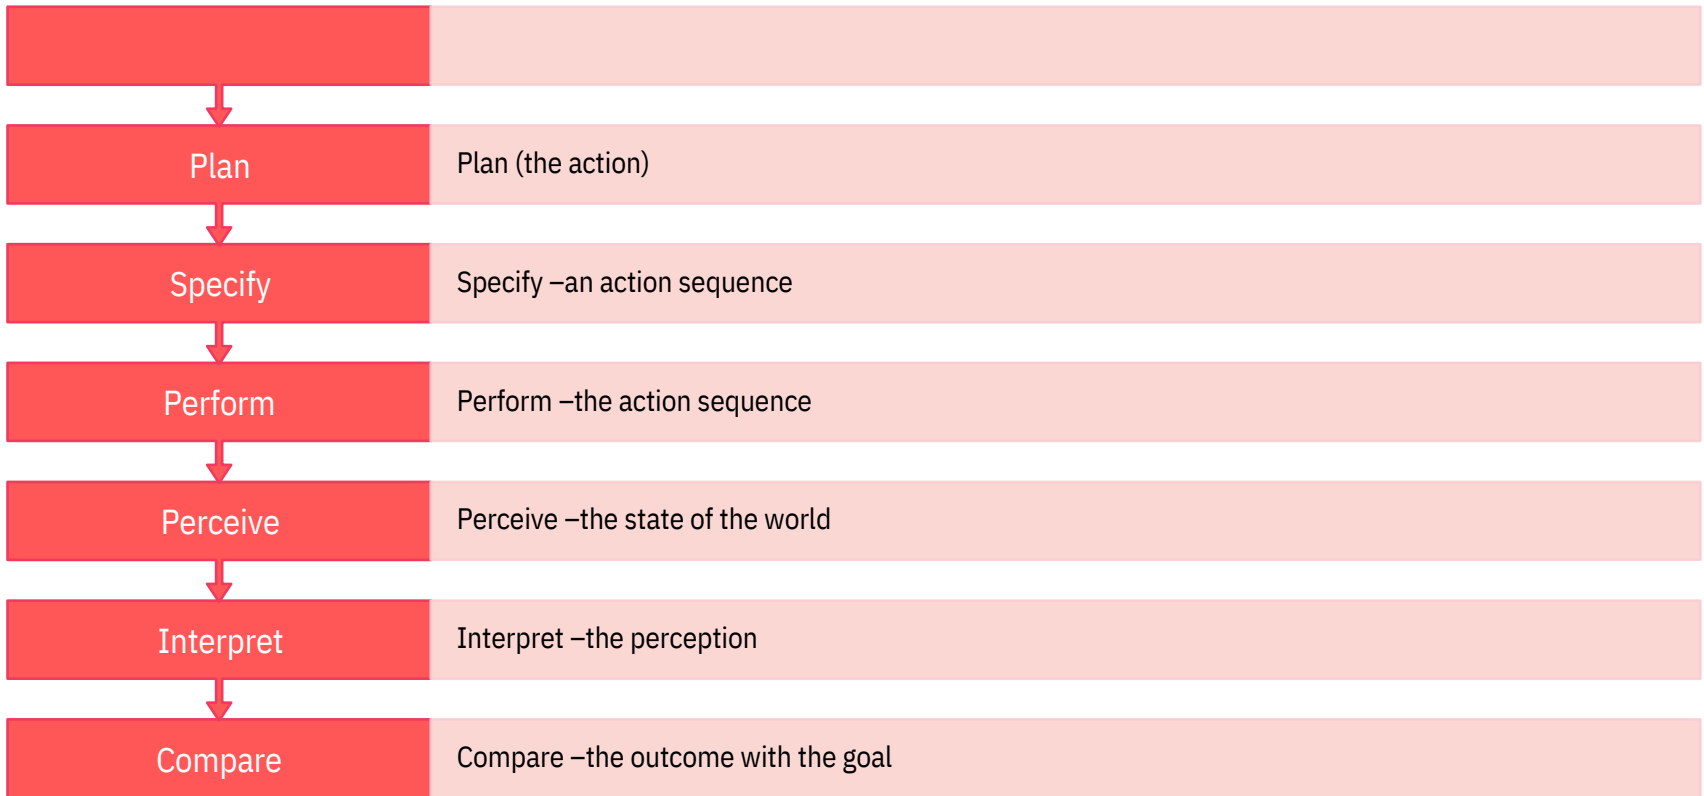 Plan
Plan (the action)
Specify
Specify –an action sequence
Perform
Perform –the action sequence
Perceive
Perceive –the state of the world
Interpret
Interpret –the perception
Compare
Compare –the outcome with the goal